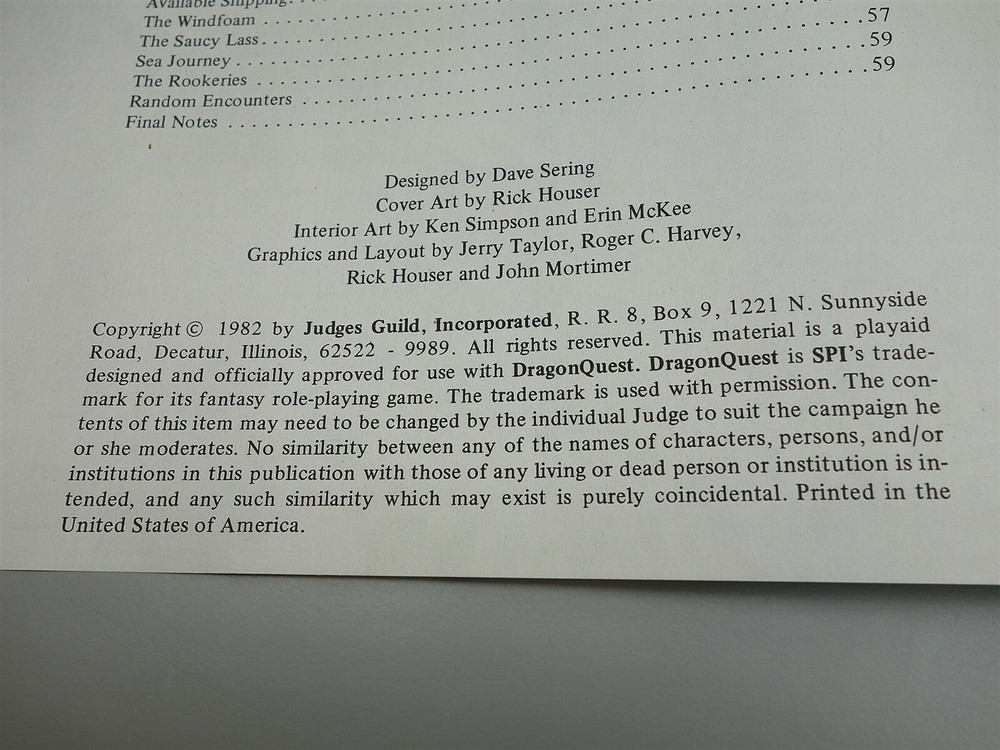 Available Shipping. . . .
The Windfoam . . . . . . . .
The Saucy Lass . . . . . . . .
Sea Journey . . . . . . . .
The Rookeries . . . . . . . . 57
Random Encounters . . . . . . . . 59
Final Notes . . . . . . . . 59
Designed by Dave Sering
Cover Art by Rick Houser
Interior Art by Ken Simpson and Erin McKee
Graphics and Layout by Jerry Taylor, Roger C. Harvey,
Rick Houser and John Mortimer
Copyright © 1982 by Judges Guild, Incorporated, R. R. 8, Box 9, 1221 N. Sunnyside
Road, Decatur, Illinois, 62522 - 9989. All rights reserved. This material is a playaid
designed and officially approved for use with DragonQuest. DragonQuest is SPI's trade-
mark for its fantasy role-playing game. The trademark is used with permission. The con-
tents of this item may need to be changed by the individual Judge to suit the campaign he
or she moderates. No similarity between any of the names of characters, persons, and/or
institutions in this publication with those of any living or dead person or institution is in-
tended, and any such similarity which may exist is purely coincidental. Printed in the
United States of America.